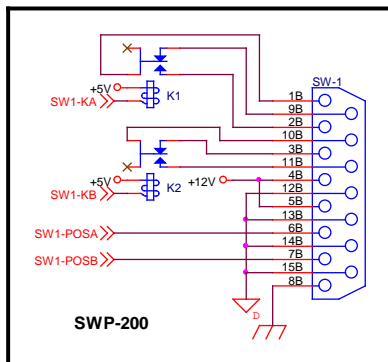 SW-1
1B
9B
2B
10B
3B
11B
4B
12B
5B
13B
6B
14B
7B
15B
8B
+5V
K1
SW1-KA
+5V
K2
+12V
SW1-KB
SW1-POSA
SW1-POSB
D
SWP-200